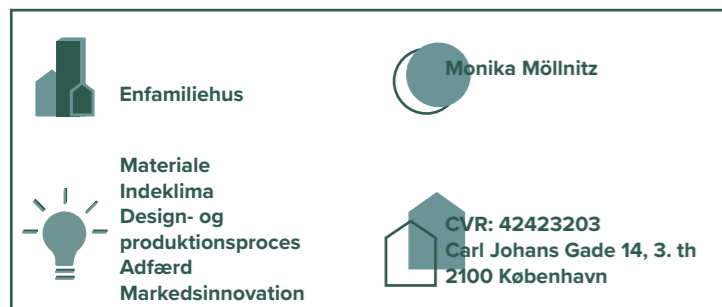 Enfamiliehus
Monika Möllnitz
Materiale
Indeklima
Design- og
produktionsproces
Adfærd
Markedsinnovation
CVR: 42423203
Carl Johans Gade 14, 3. th
2100 København